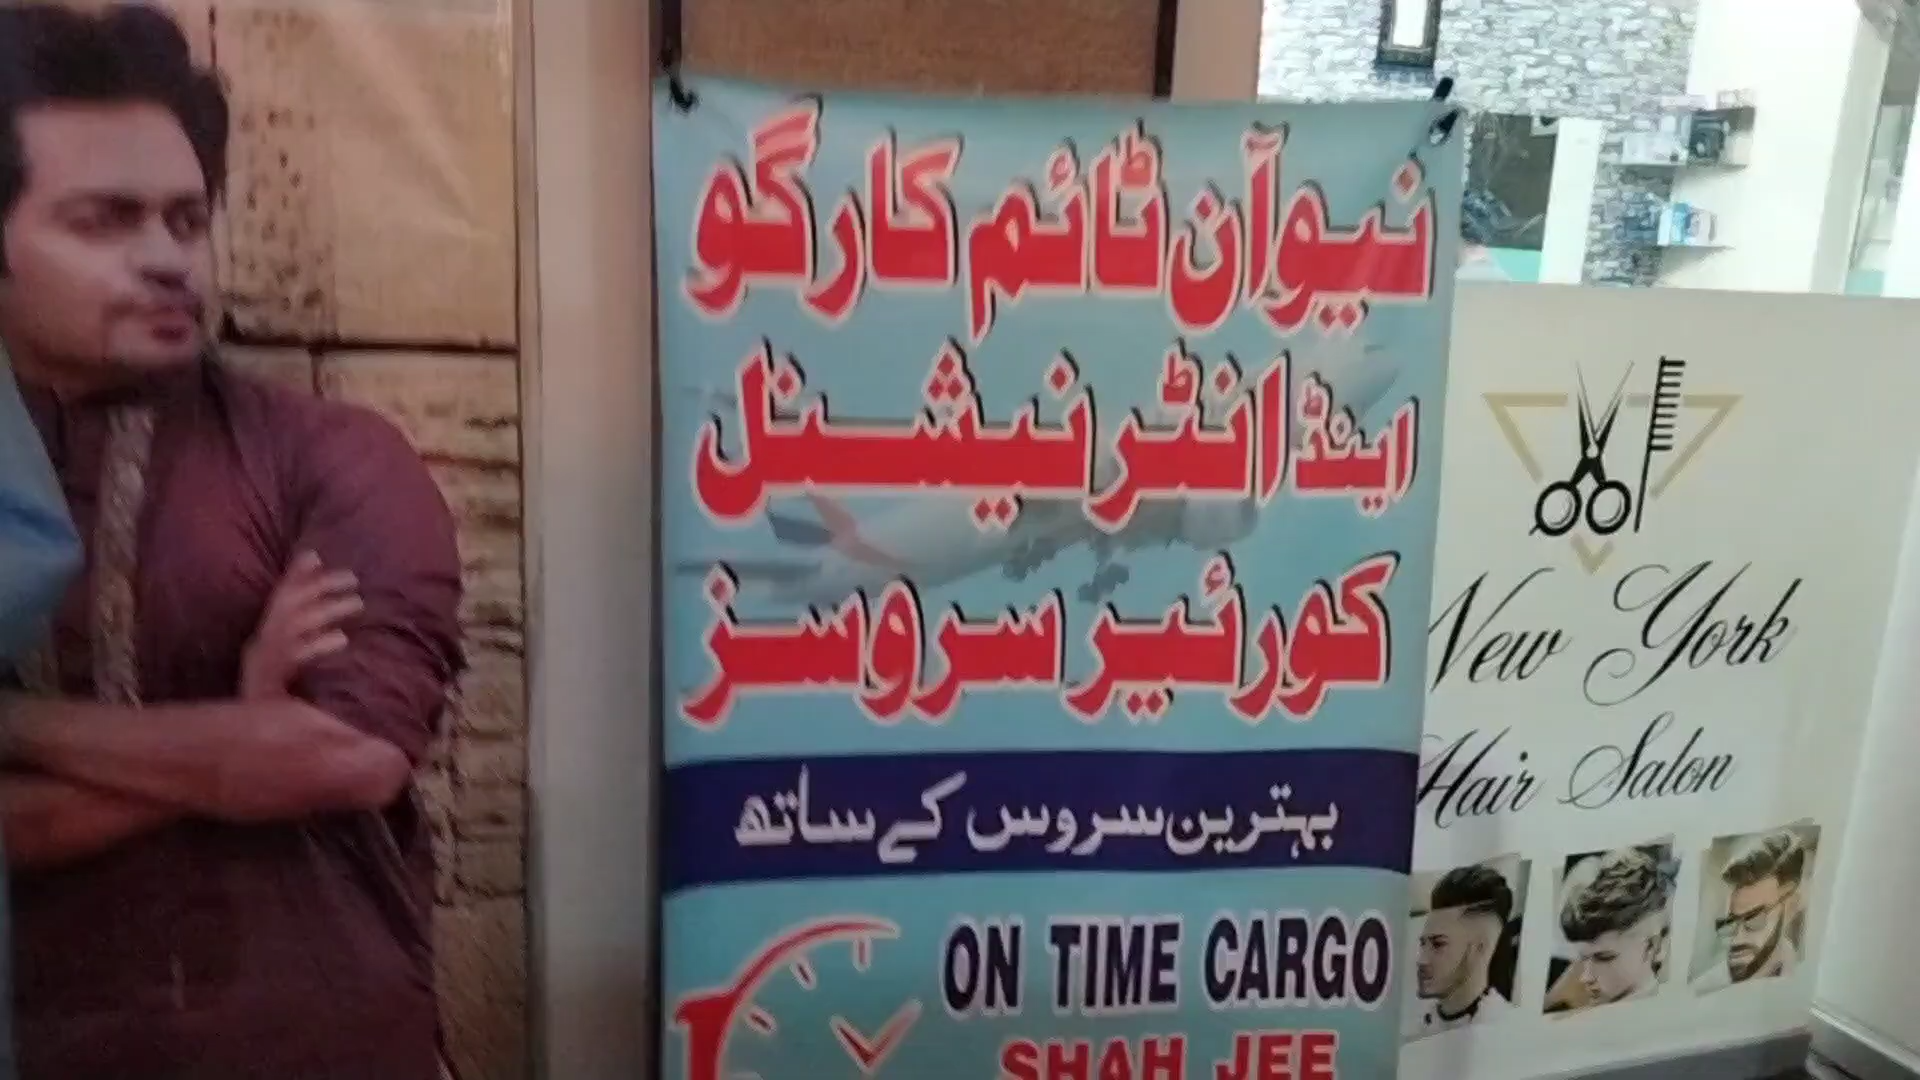 نیو آن ٹائم کارگو
اینڈ انٹرنیشنل
کورئیر سروسز
بہترین سروس کے ساتھ
ON TIME CARGO
SHAH JEE
New York
Hair Salon